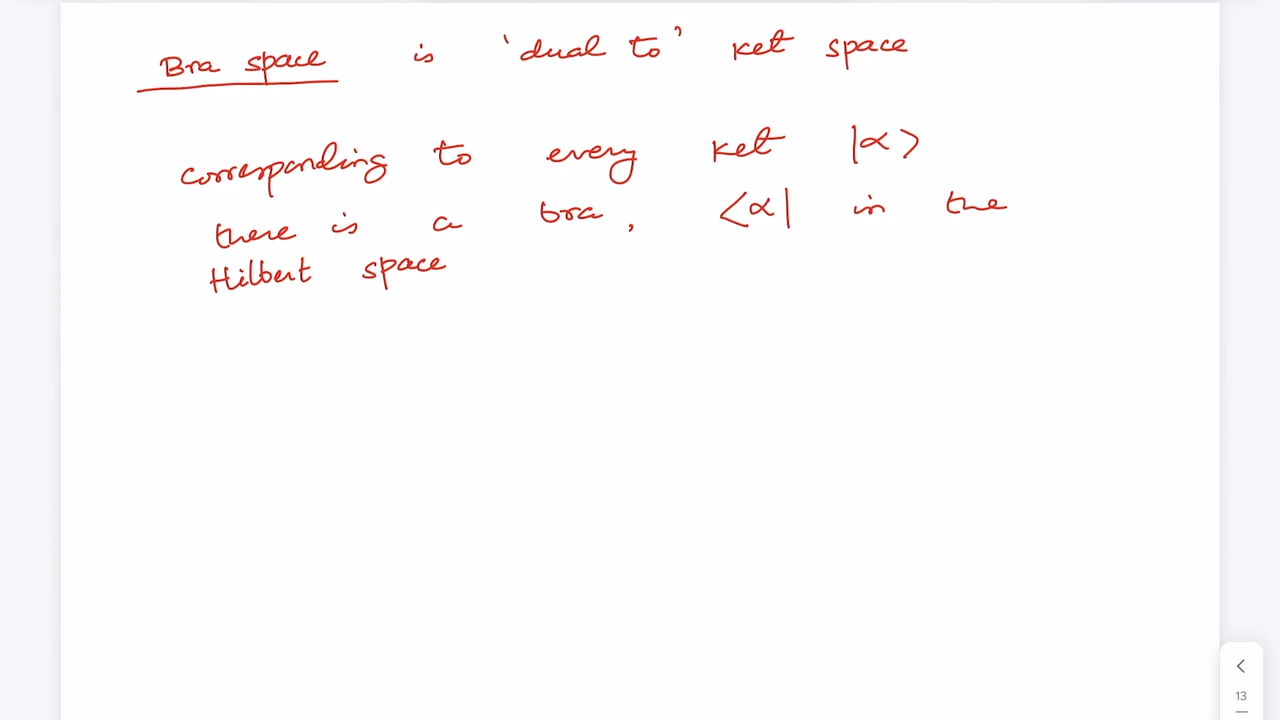 Bra space is 'dual to' ket space
corresponding to every ket |α>
there is a bra, <α| in the
Hilbert space
13